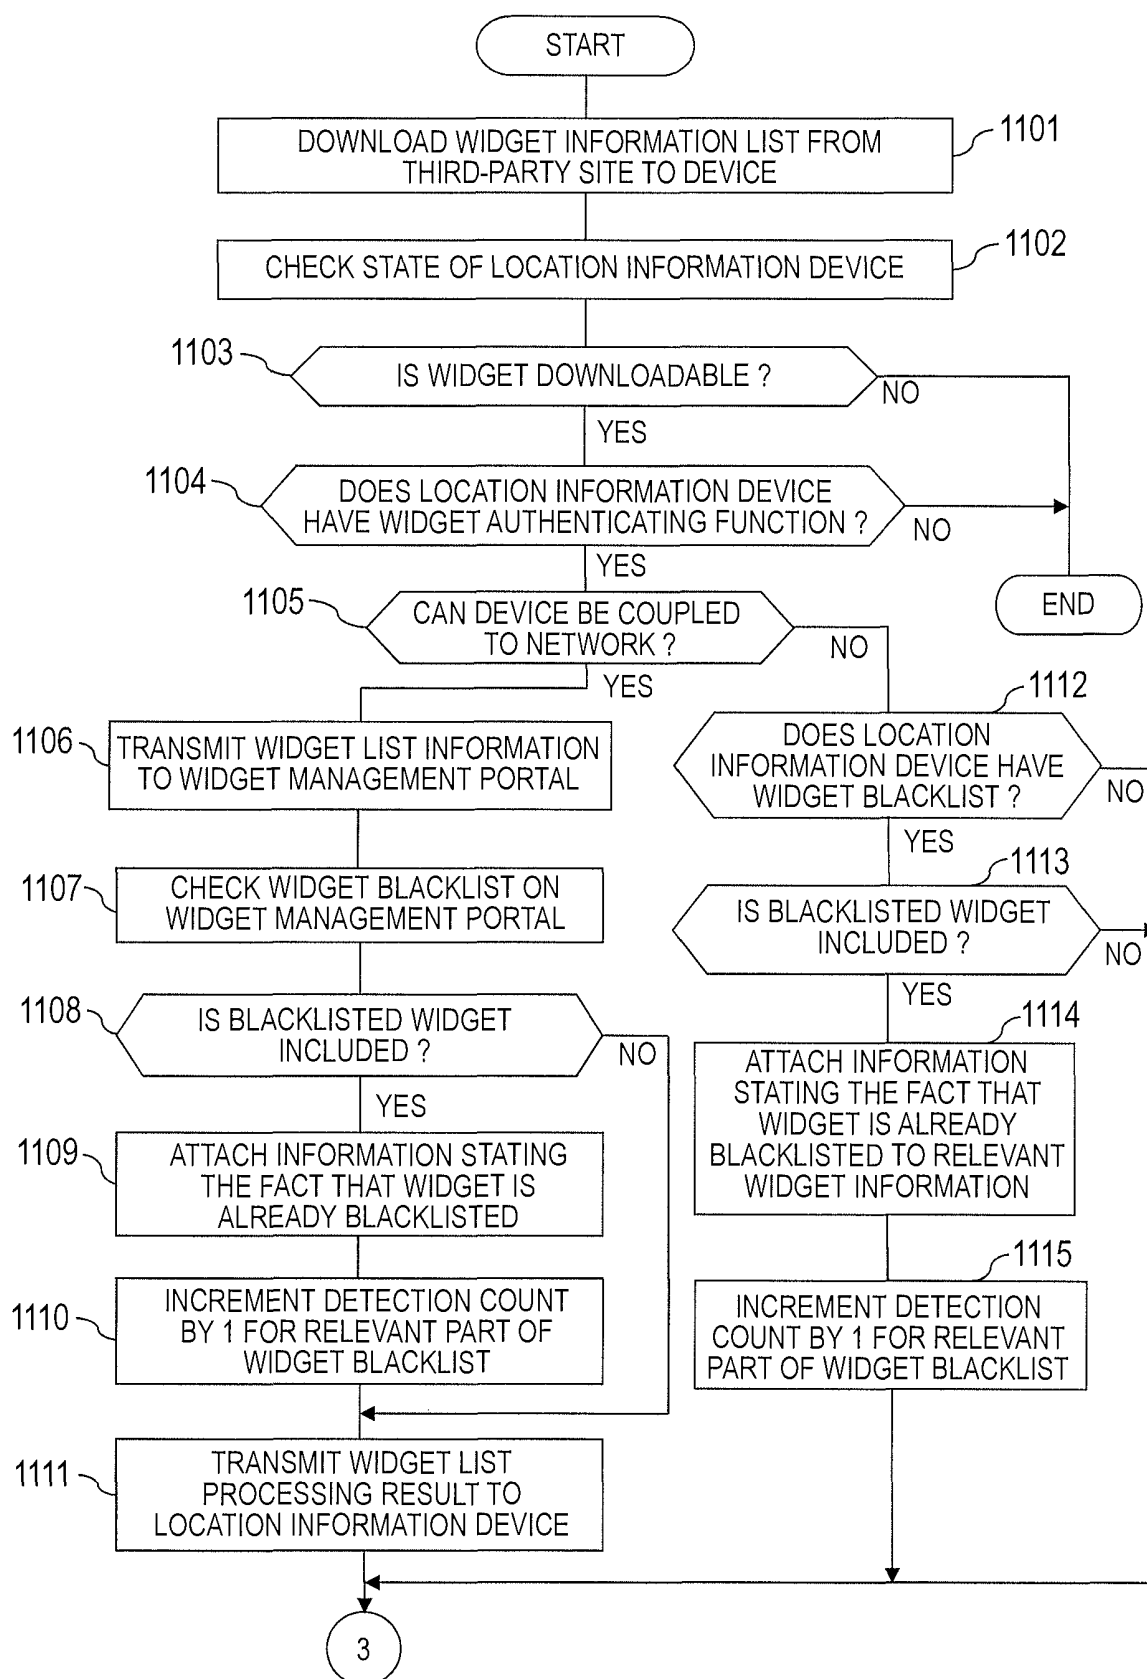 START
DOWNLOAD WIDGET INFORMATION LIST FROM
THIRD-PARTY SITE TO DEVICE
1101
CHECK STATE OF LOCATION INFORMATION DEVICE
1102
1103
IS WIDGET DOWNLOADABLE ?
NO
YES
1104
DOES LOCATION INFORMATION DEVICE
HAVE WIDGET AUTHENTICATING FUNCTION ?
NO
YES
END
1105
CAN DEVICE BE COUPLED
TO NETWORK ?
NO
YES
1106
TRANSMIT WIDGET LIST INFORMATION
TO WIDGET MANAGEMENT PORTAL
1107
CHECK WIDGET BLACKLIST ON
WIDGET MANAGEMENT PORTAL
1108
IS BLACKLISTED WIDGET
INCLUDED ?
NO
YES
1109
ATTACH INFORMATION STATING
THE FACT THAT WIDGET IS
ALREADY BLACKLISTED
1110
INCREMENT DETECTION COUNT
BY 1 FOR RELEVANT PART OF
WIDGET BLACKLIST
1111
TRANSMIT WIDGET LIST
PROCESSING RESULT TO
LOCATION INFORMATION DEVICE
1112
DOES LOCATION
INFORMATION DEVICE HAVE
WIDGET BLACKLIST ?
NO
YES
1113
IS BLACKLISTED WIDGET
INCLUDED ?
NO
YES
1114
ATTACH INFORMATION
STATING THE FACT THAT
WIDGET IS ALREADY
BLACKLISTED TO RELEVANT
WIDGET INFORMATION
1115
INCREMENT DETECTION
COUNT BY 1 FOR RELEVANT
PART OF WIDGET BLACKLIST
3